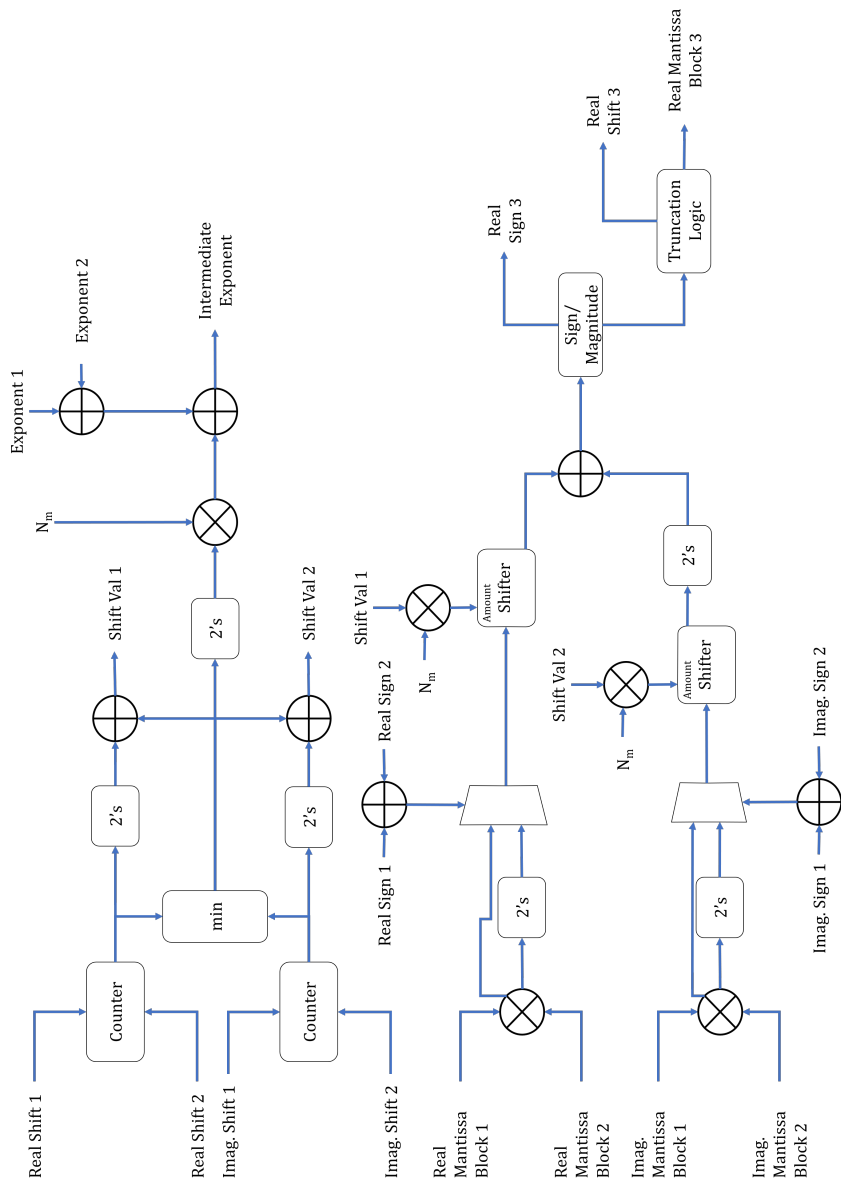 Real Shift 1
Real Shift 2
Imag. Shift 1
Imag. Shift 2
Counter
Counter
min
2's
2's
2's
Shift Val 1
Shift Val 2
Nm
Exponent 1
Exponent 2
Intermediate
Exponent
Real
Mantissa
Block 1
Real
Mantissa
Block 2
Imag.
Mantissa
Block 1
Imag.
Mantissa
Block 2
2's
2's
Real Sign 1
Real Sign 2
Imag. Sign 1
Imag. Sign 2
Shift Val 1
Nm
Amount
Shifter
Shift Val 2
Nm
Amount
Shifter
2's
Sign/
Magnitude
Real
Sign 3
Truncation
Logic
Real
Shift 3
Real Mantissa
Block 3